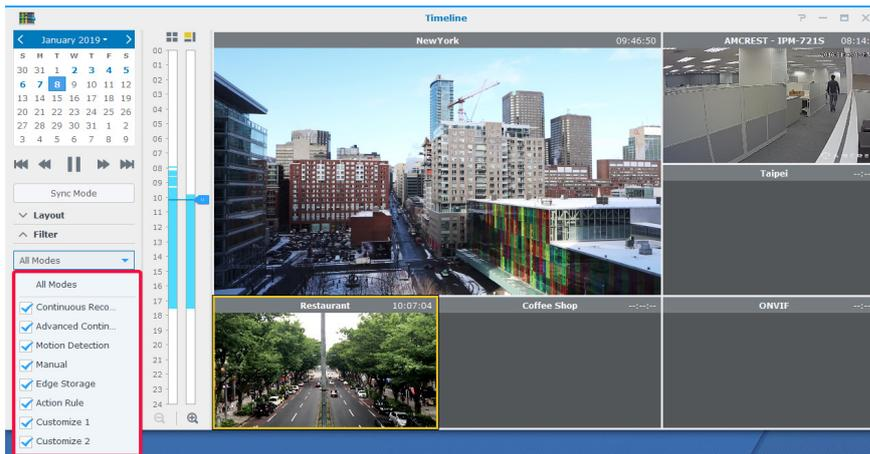 Timeline
January 2019
S M T W T F S
30 31 1 2 3 4 5
6 7 8 9 10 11 12
13 14 15 16 17 18 19
20 21 22 23 24 25 26
27 28 29 30 31 1 2
3 4 5 6 7 8 9
Sync Mode
Layout
Filter
All Modes
All Modes
Continuous Reco...
Advanced Contin...
Motion Detection
Manual
Edge Storage
Action Rule
Customize 1
Customize 2
00
01
02
03
04
05
06
07
08
09
10
11
12
13
14
15
16
17
18
19
20
21
22
23
24
NewYork 09:46:50
AMCREST - IPM-721S 08:14:
Taipei --:--
Restaurant 10:07:04
Coffee Shop --:--:--
ONVIF --:--